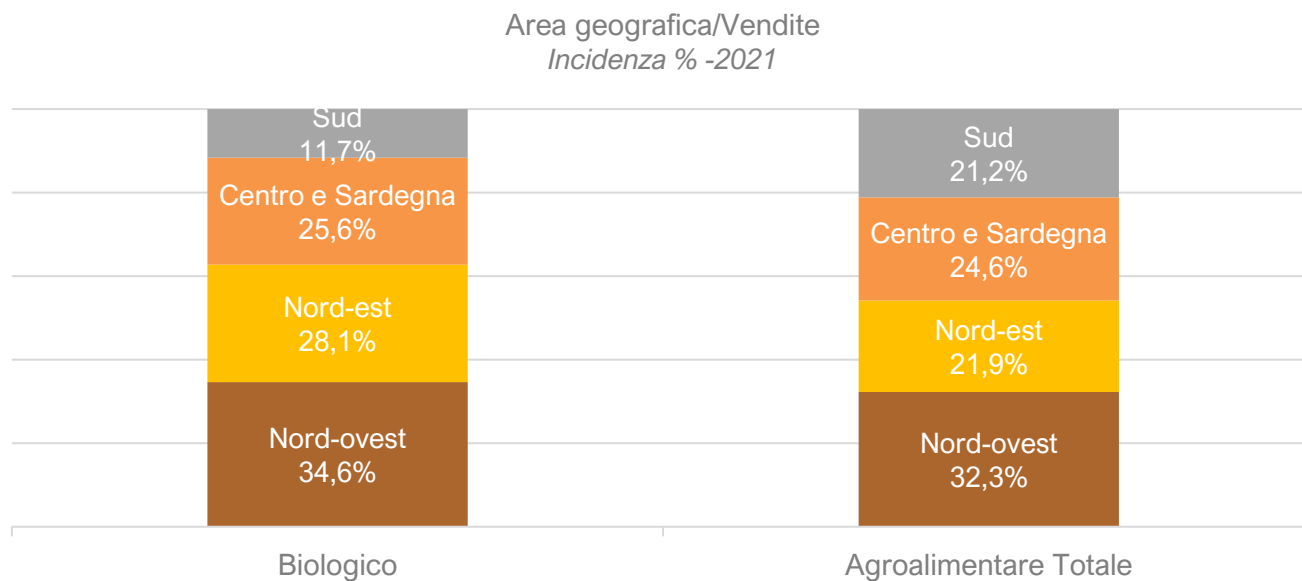 Area geografica/Vendite
Incidenza % -2021
Sud
11,7%
Centro e Sardegna
25,6%
Nord-est
28,1%
Nord-ovest
34,6%
Sud
21,2%
Centro e Sardegna
24,6%
Nord-est
21,9%
Nord-ovest
32,3%
Biologico
Agroalimentare Totale